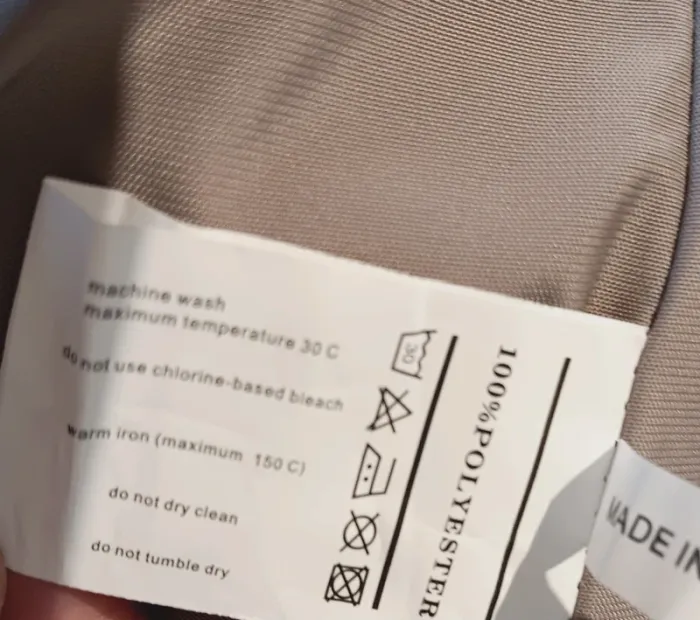 machine wash
maximum temperature 30 C
do not use chlorine-based bleach
warm iron (maximum 150 C)
do not dry clean
do not tumble dry
30
100%POLYESTER
MADE IN